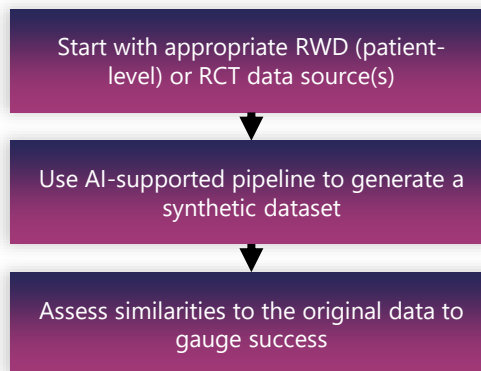 Start with appropriate RWD (patient-
level) or RCT data source(s)
Use AI-supported pipeline to generate a
synthetic dataset
Assess similarities to the original data to
gauge success